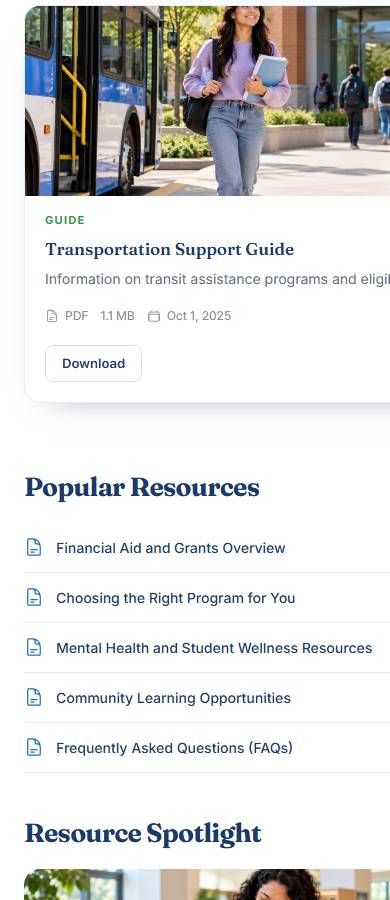 GUIDE
Transportation Support Guide
Information on transit assistance programs and
PDF 1.1 MB Oct 1, 2025
Download
Popular Resources
Financial Aid and Grants Overview
Choosing the Right Program for You
Mental Health and Student Wellness Resources
Community Learning Opportunities
Frequently Asked Questions (FAQs)
Resource Spotlight